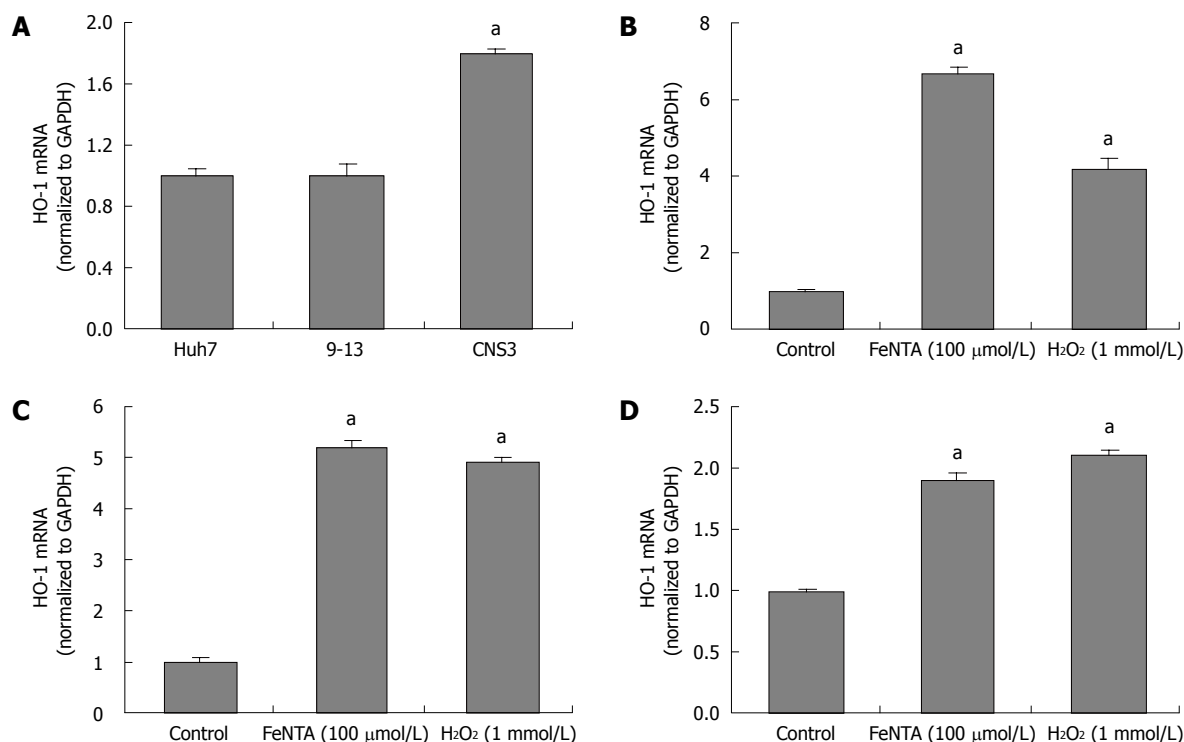 A
HO-1 mRNA
(normalized to GAPDH)
2.0
1.6
1.2
0.8
0.4
0.0
a
Huh7 9-13 CNS3
B
HO-1 mRNA
(normalized to GAPDH)
8
6
4
2
0
a
a
Control FeNTA (100 μmol/L) H₂O₂ (1 mmol/L)
C
HO-1 mRNA
(normalized to GAPDH)
6
5
4
3
2
1
0
a
a
Control FeNTA (100 μmol/L) H₂O₂ (1 mmol/L)
D
HO-1 mRNA
(normalized to GAPDH)
2.5
2.0
1.5
1.0
0.5
0.0
a
a
Control FeNTA (100 μmol/L) H₂O₂ (1 mmol/L)